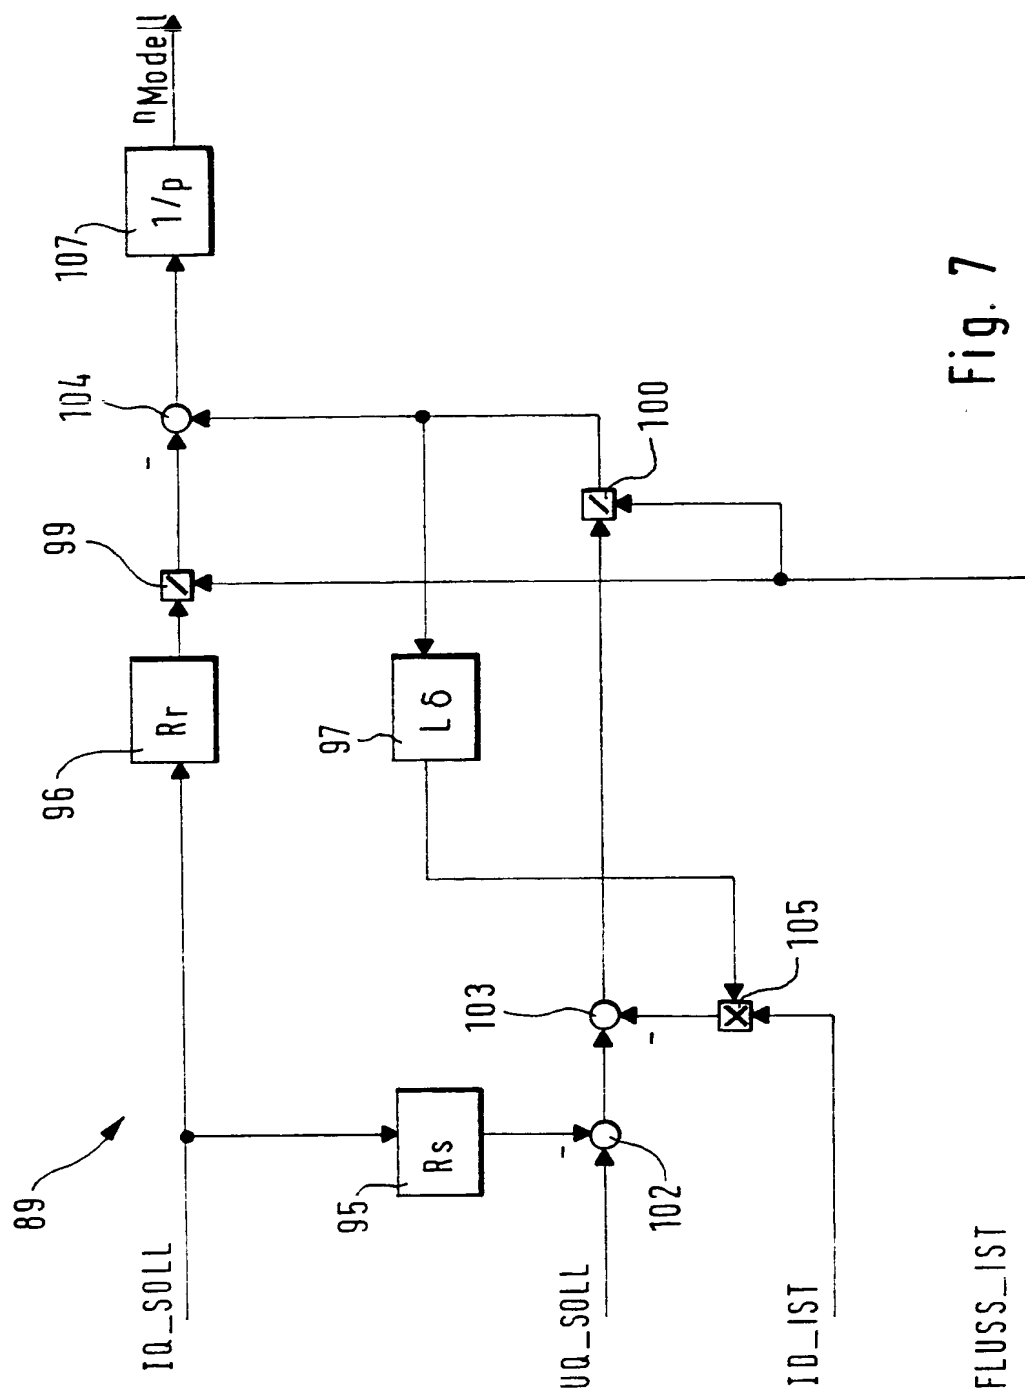 89
IQ_SOLL
96
Rr
99
-
104
107
1/p
nModell
95
Rs
97
Lδ
UQ_SOLL
-
102
103
-
100
ID_IST
105
FLUSS_IST
Fig. 7